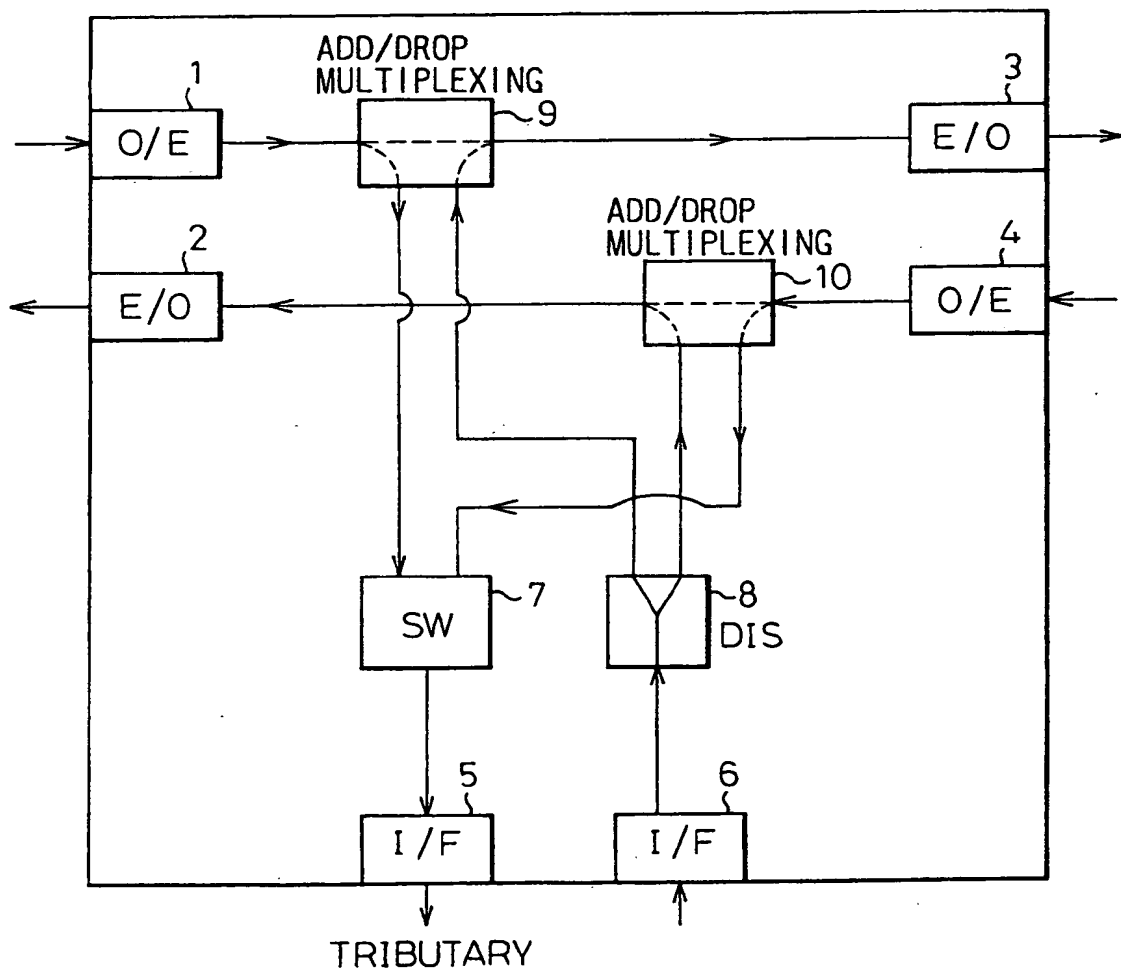 ADD/DROP
MULTIPLEXING
1
9
3
O/E
E/O
ADD/DROP
MULTIPLEXING
2
10
4
E/O
O/E
7
8
SW
DIS
5
6
I/F
I/F
TRIBUTARY